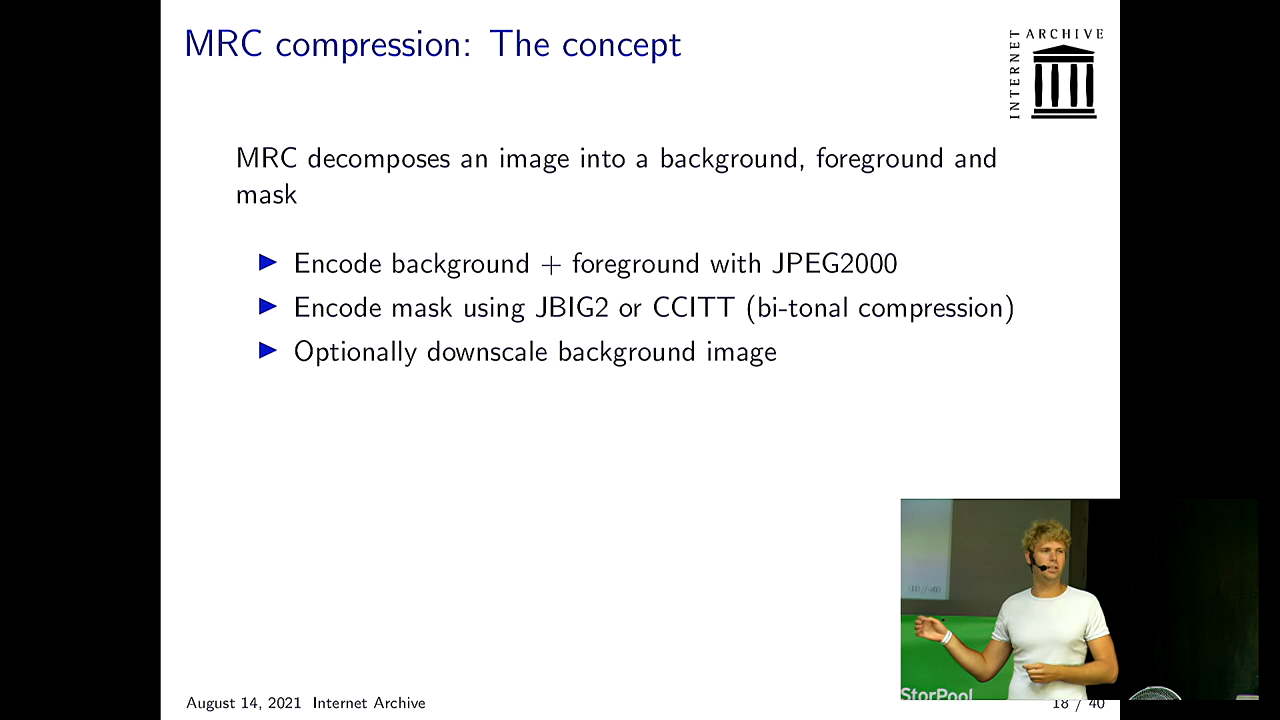 MRC compression: The concept
INTERNET ARCHIVE
MRC decomposes an image into a background, foreground and
mask
Encode background + foreground with JPEG2000
Encode mask using JBIG2 or CCITT (bi-tonal compression)
Optionally downscale background image
StorPool
August 14, 2021 Internet Archive
18 / 40